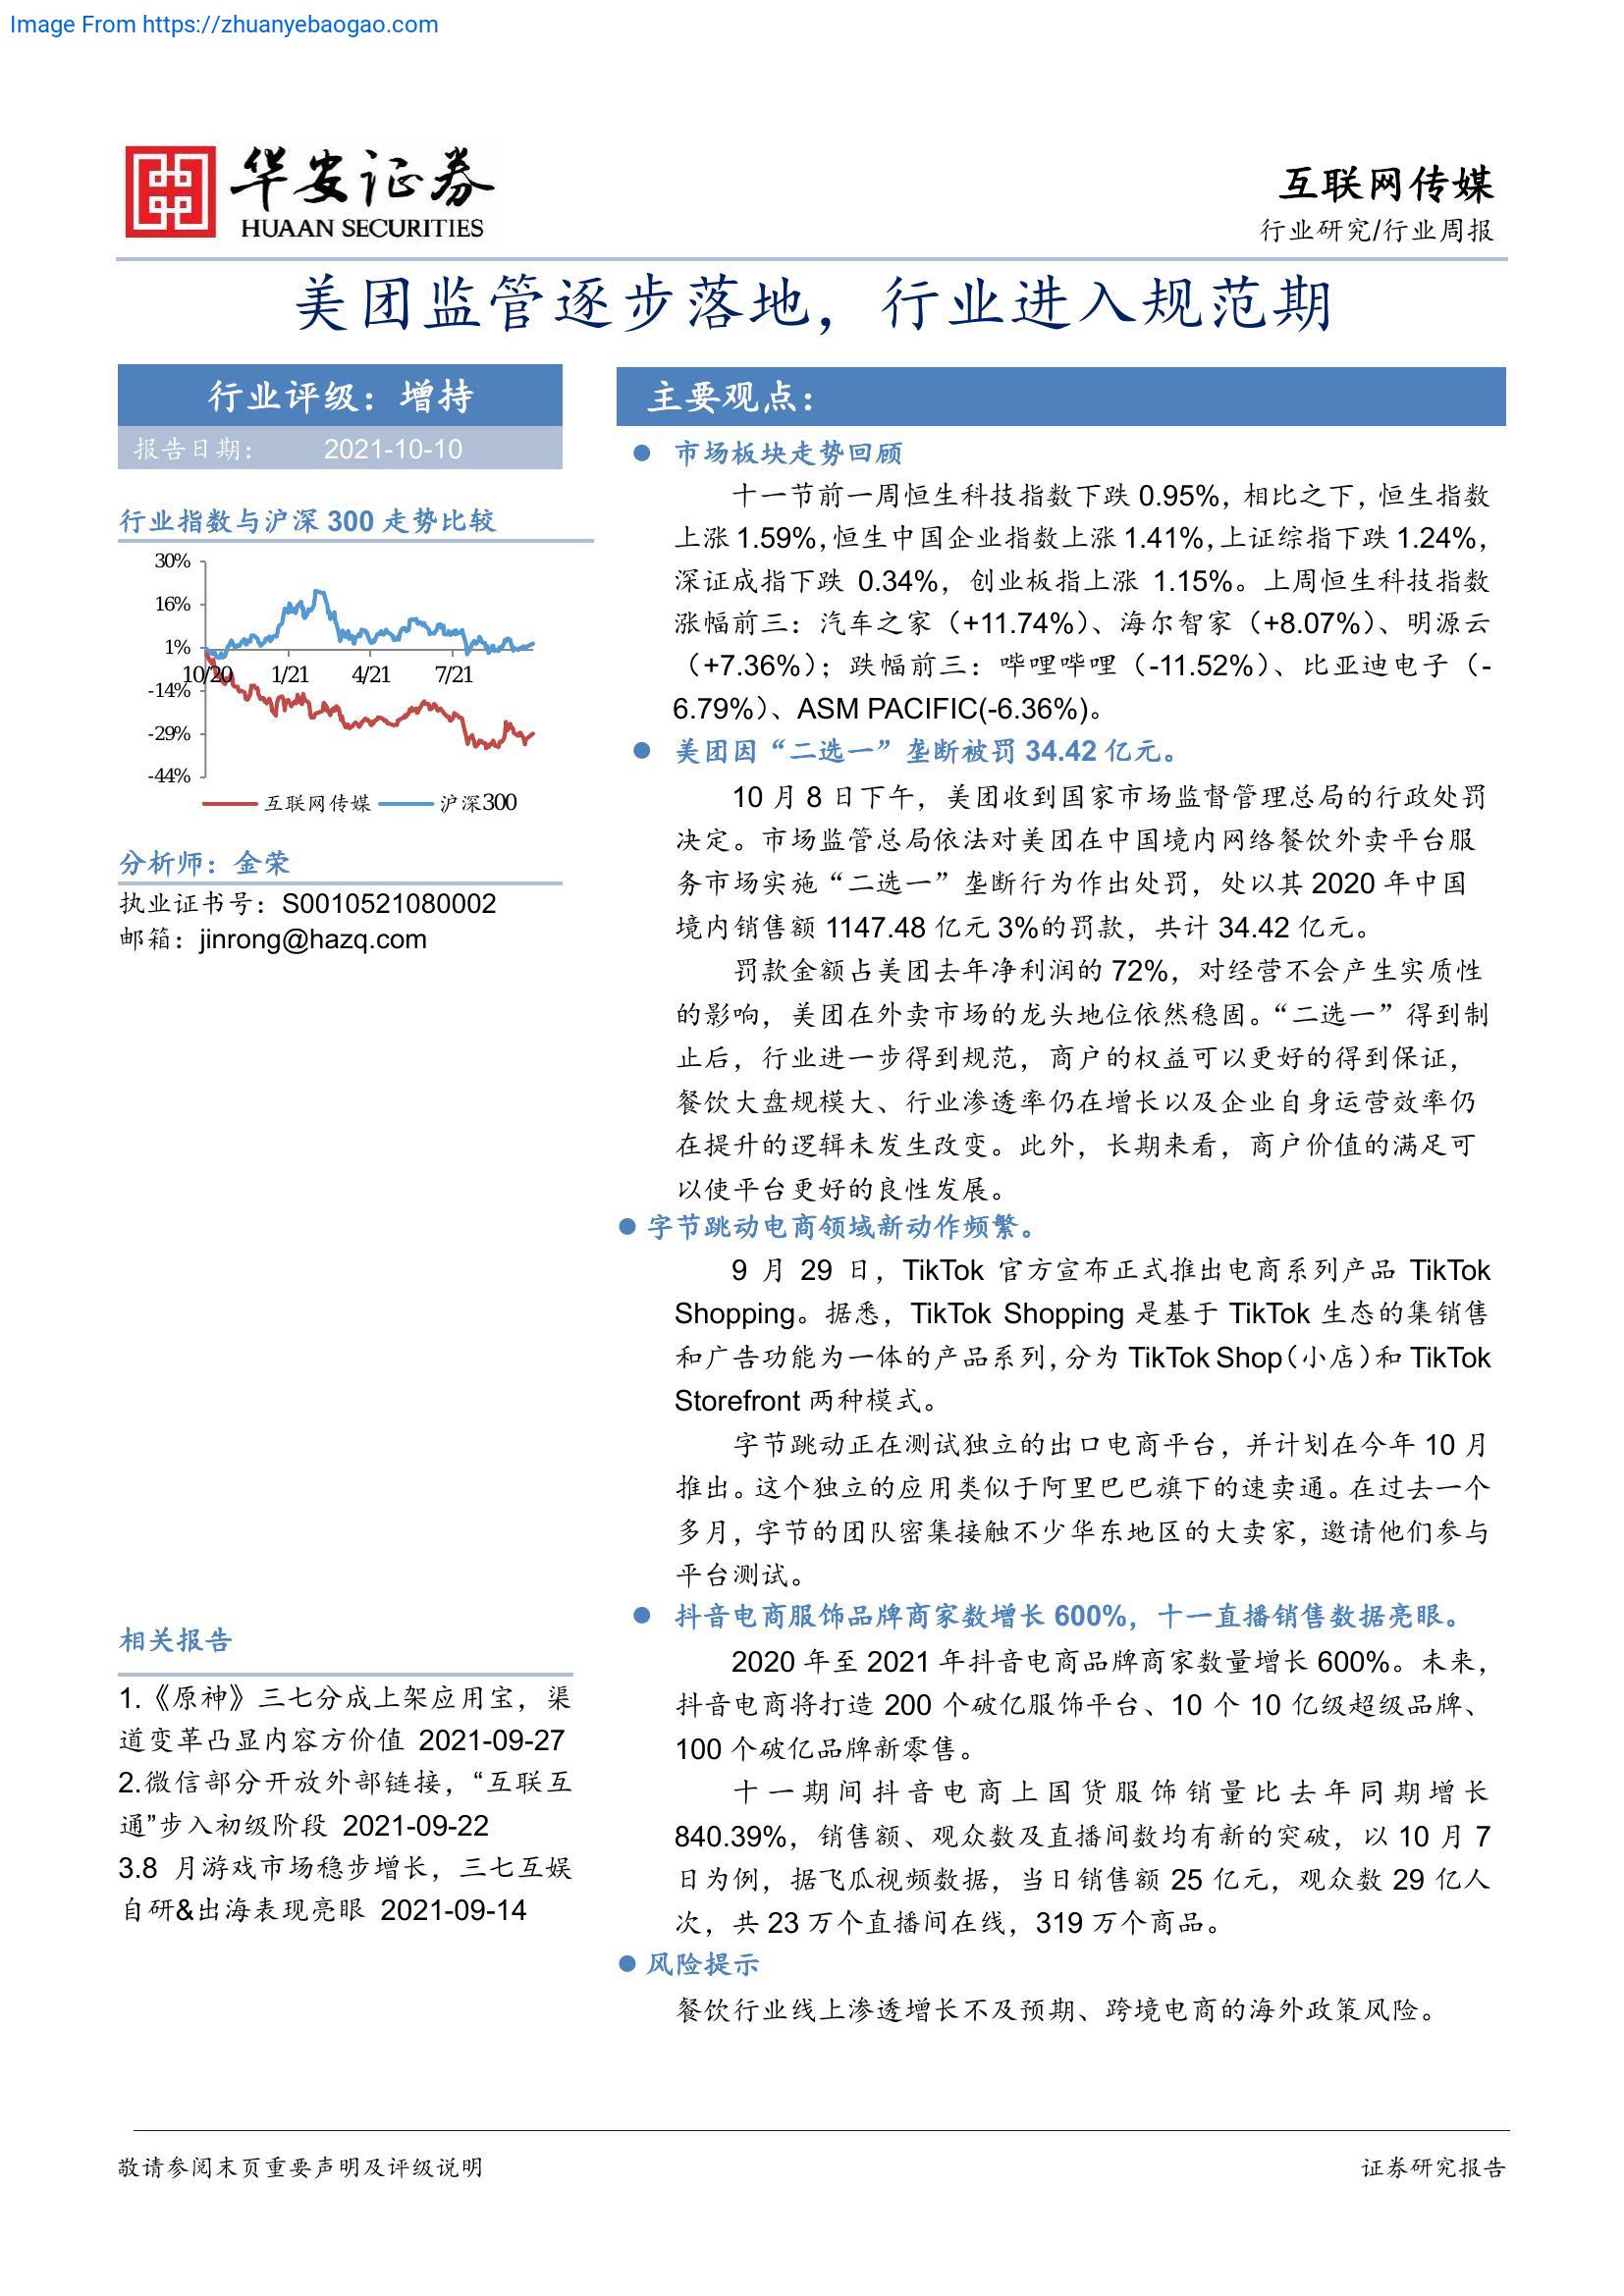 Image From https://zhuanyebaogao.com
华安证券
HUAAN SECURITIES
互联网传媒
行业研究/行业周报
美团监管逐步落地，行业进入规范期
行业评级：增持
报告日期： 2021-10-10
行业指数与沪深 300 走势比较
30%
16%
1%
-14%
-29%
-44%
10/20 1/21 4/21 7/21
互联网传媒 沪深300
分析师：金荣
执业证书号：S0010521080002
邮箱：jinrong@hazq.com
相关报告
1.《原神》三七分成上架应用宝，渠
道变革凸显内容方价值 2021-09-27
2.微信部分开放外部链接，“互联互
通”步入初级阶段 2021-09-22
3.8 月游戏市场稳步增长，三七互娱
自研&出海表现亮眼 2021-09-14
主要观点：
● 市场板块走势回顾
十一节前一周恒生科技指数下跌 0.95%，相比之下，恒生指数
上涨 1.59%，恒生中国企业指数上涨 1.41%，上证综指下跌 1.24%，
深证成指下跌 0.34%，创业板指上涨 1.15%。上周恒生科技指数
涨幅前三：汽车之家（+11.74%）、海尔智家（+8.07%）、明源云
（+7.36%）；跌幅前三：哔哩哔哩（-11.52%）、比亚迪电子（-
6.79%）、ASM PACIFIC(-6.36%)。
● 美团因“二选一”垄断被罚 34.42 亿元。
10 月 8 日下午，美团收到国家市场监督管理总局的行政处罚
决定。市场监管总局依法对美团在中国境内网络餐饮外卖平台服
务市场实施“二选一”垄断行为作出处罚，处以其 2020 年中国
境内销售额 1147.48 亿元 3%的罚款，共计 34.42 亿元。
罚款金额占美团去年净利润的 72%，对经营不会产生实质性
的影响，美团在外卖市场的龙头地位依然稳固。“二选一”得到制
止后，行业进一步得到规范，商户的权益可以更好的得到保证，
餐饮大盘规模大、行业渗透率仍在增长以及企业自身运营效率仍
在提升的逻辑未发生改变。此外，长期来看，商户价值的满足可
以使平台更好的良性发展。
● 字节跳动电商领域新动作频繁。
9 月 29 日，TikTok 官方宣布正式推出电商系列产品 TikTok
Shopping。据悉，TikTok Shopping 是基于 TikTok 生态的集销售
和广告功能为一体的产品系列，分为 TikTok Shop（小店）和 TikTok
Storefront 两种模式。
字节跳动正在测试独立的出口电商平台，并计划在今年 10 月
推出。这个独立的应用类似于阿里巴巴旗下的速卖通。在过去一个
多月，字节的团队密集接触不少华东地区的大卖家，邀请他们参与
平台测试。
● 抖音电商服饰品牌商家数增长 600%，十一直播销售数据亮眼。
2020 年至 2021 年抖音电商品牌商家数量增长 600%。未来，
抖音电商将打造 200 个破亿服饰平台、10 个 10 亿级超级品牌、
100 个破亿品牌新零售。
十一期间抖音电商上国货服饰销量比去年同期增长
840.39%，销售额、观众数及直播间数均有新的突破，以 10 月 7
日为例，据飞瓜视频数据，当日销售额 25 亿元，观众数 29 亿人
次，共 23 万个直播间在线，319 万个商品。
● 风险提示
餐饮行业线上渗透增长不及预期、跨境电商的海外政策风险。
敬请参阅末页重要声明及评级说明
证券研究报告